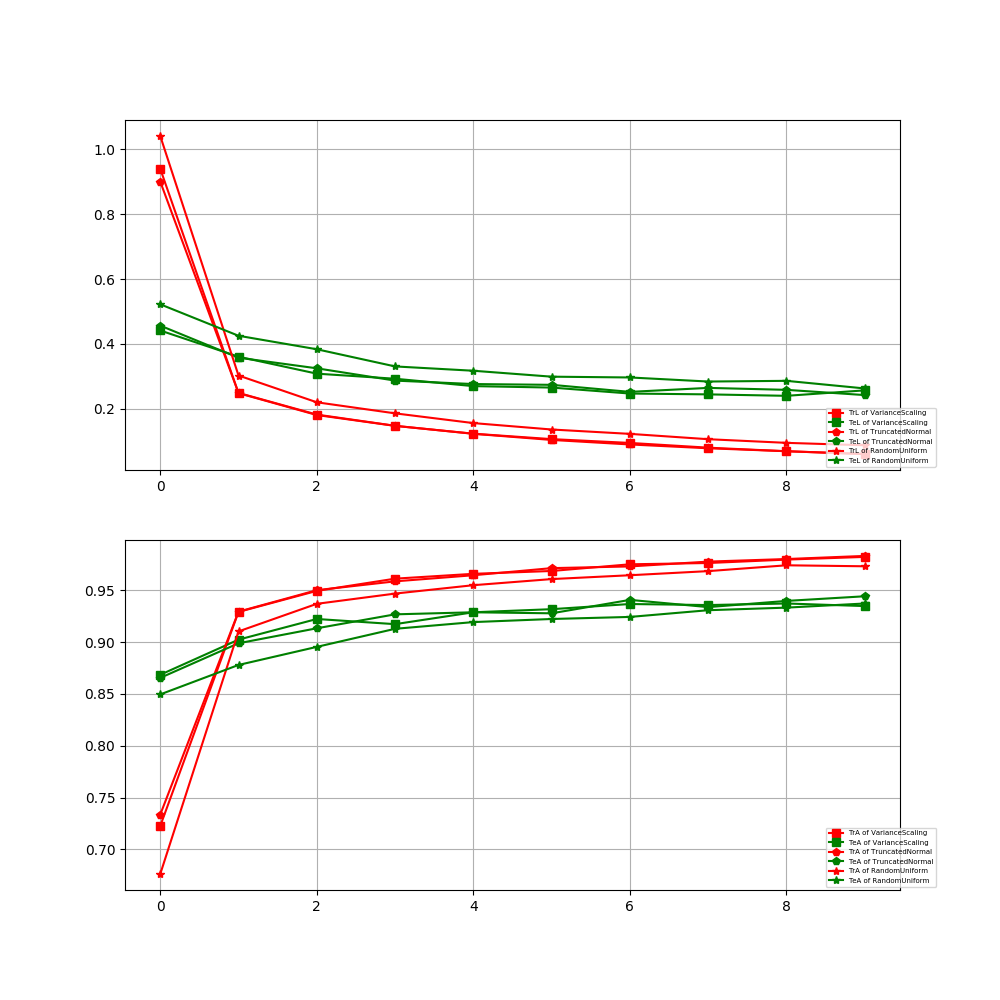 1.0
0.8
0.6
0.4
0.2
TrL of VarianceScaling
TeL of VarianceScaling
TrL of TruncatedNormal
TeL of TruncatedNormal
TrL of RandomUniform
TeL of RandomUniform
0 2 4 6 8
0.95
0.90
0.85
0.80
0.75
0.70
TrA of VarianceScaling
TeA of VarianceScaling
TrA of TruncatedNormal
TeA of TruncatedNormal
TrA of RandomUniform
TeA of RandomUniform
0 2 4 6 8